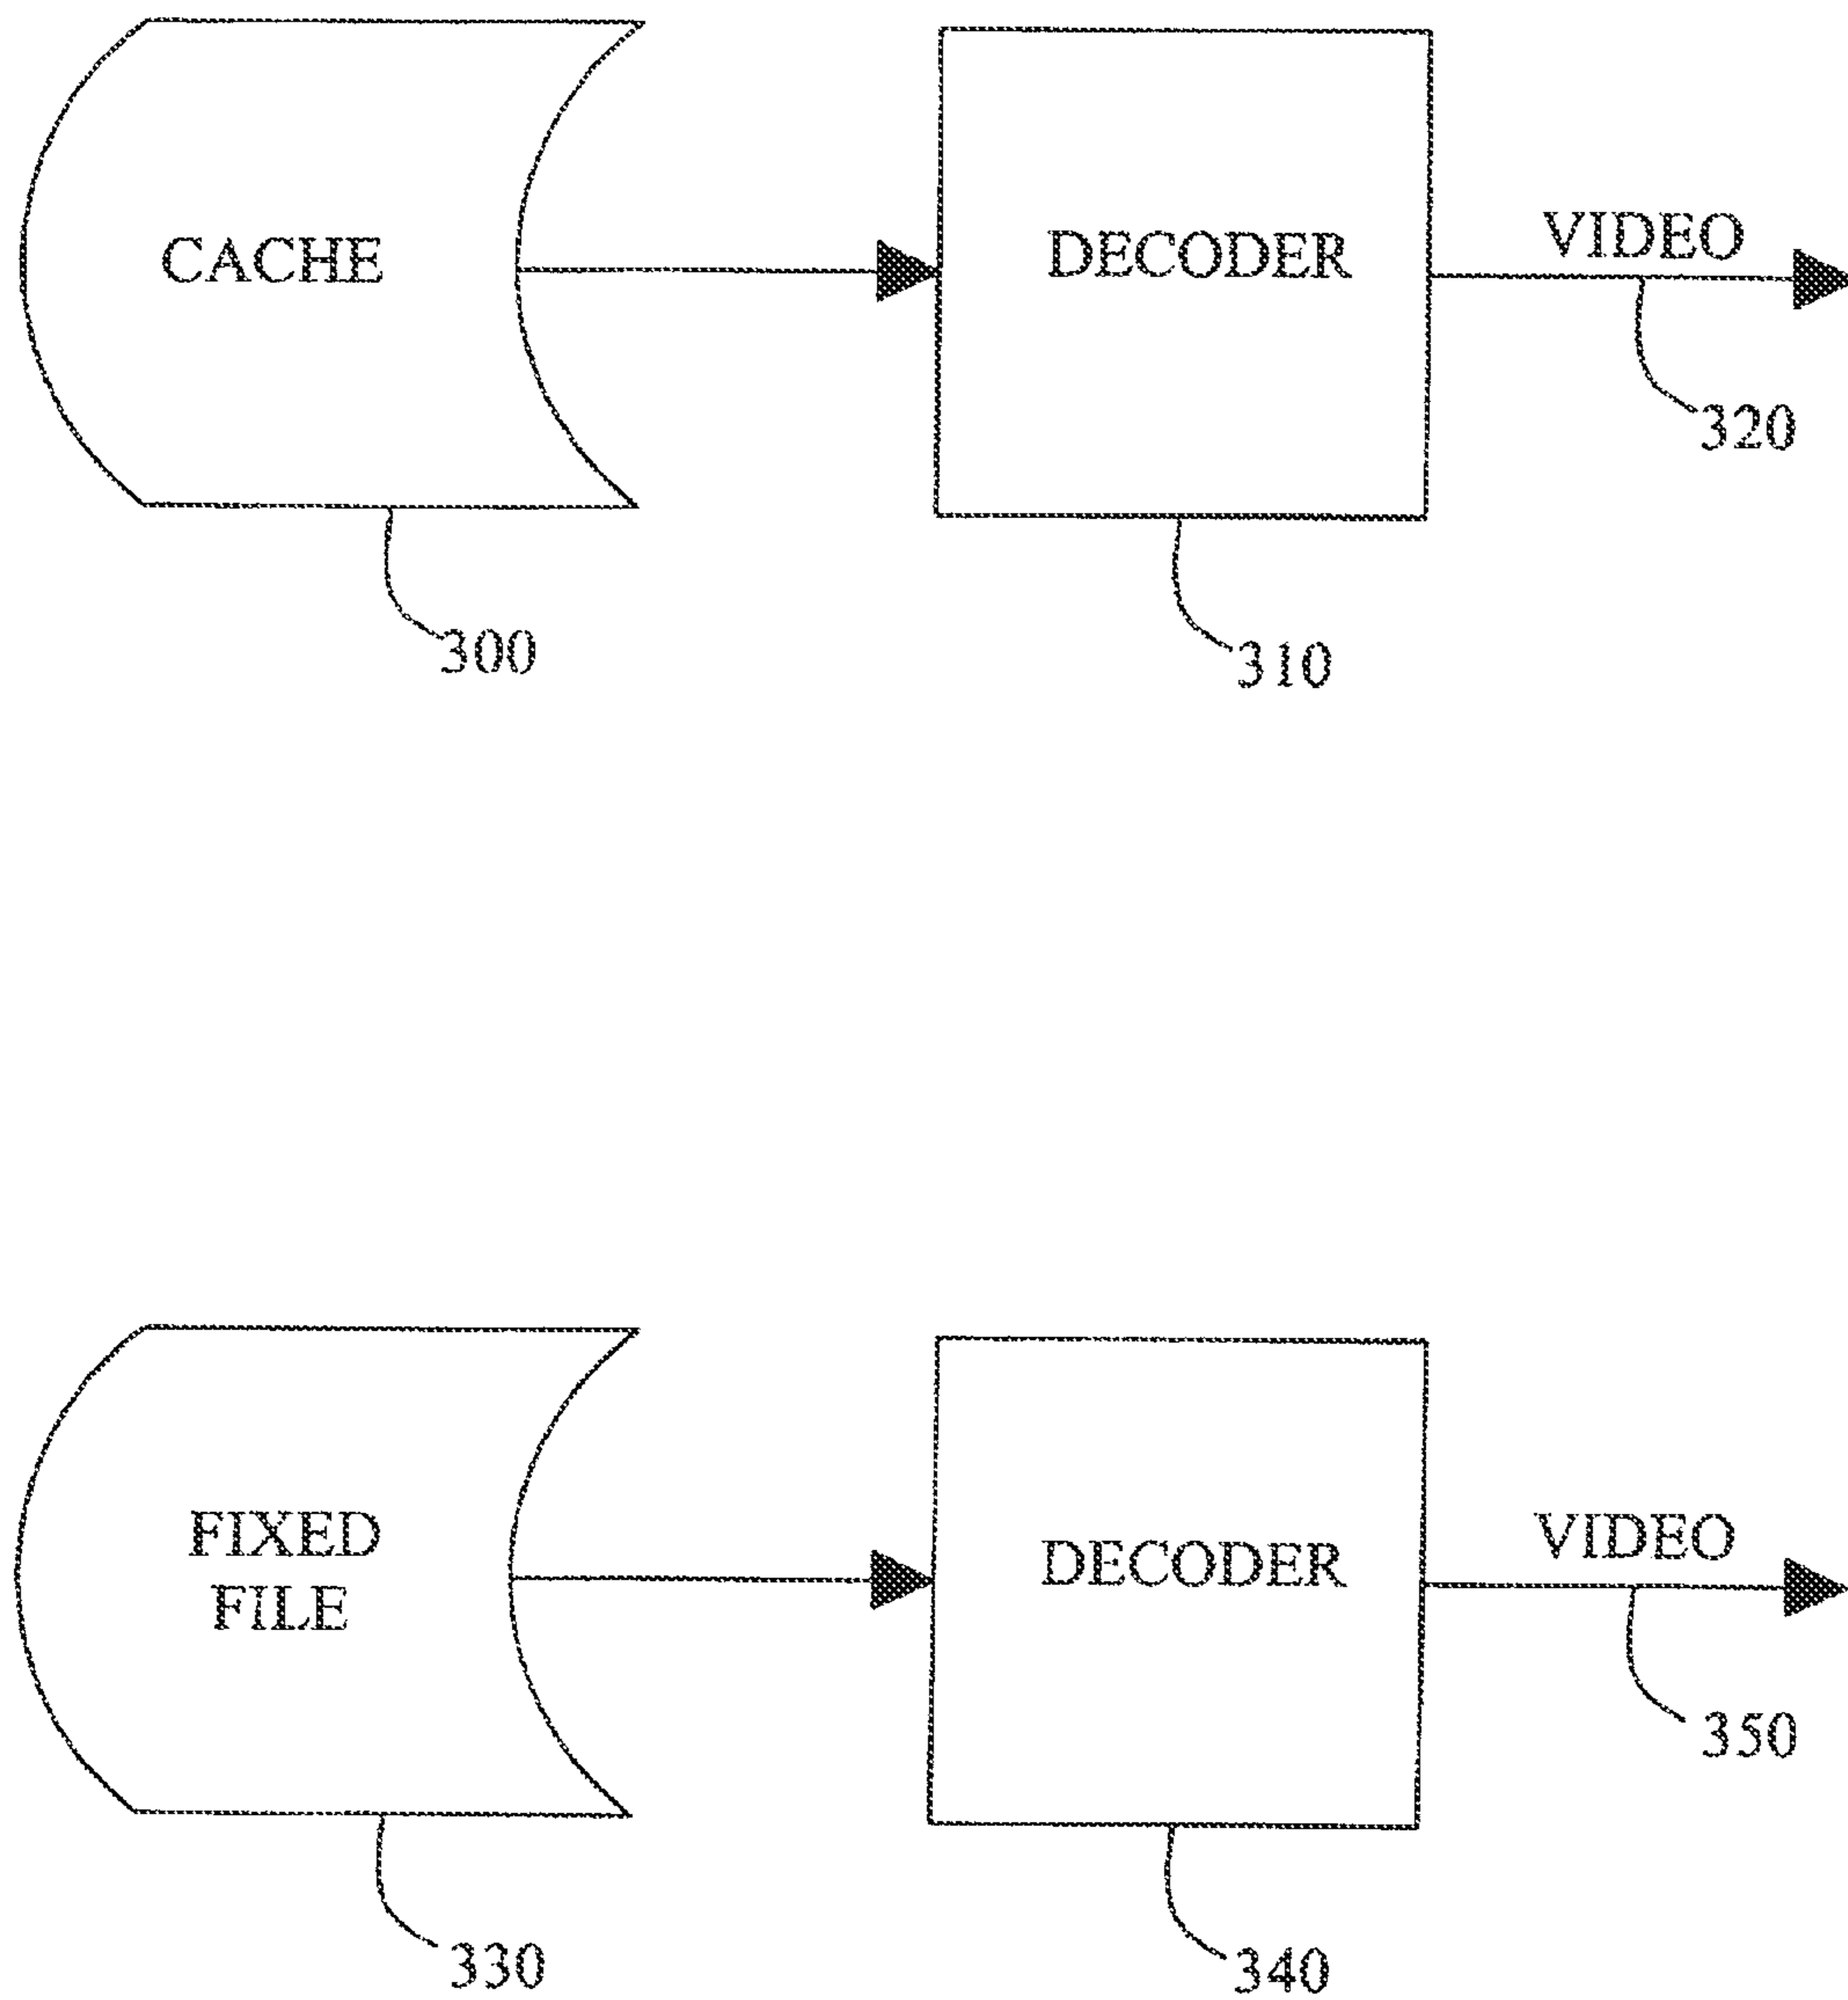 CACHE
DECODER
VIDEO
320
300
310
FIXED
FILE
DECODER
VIDEO
350
330
340